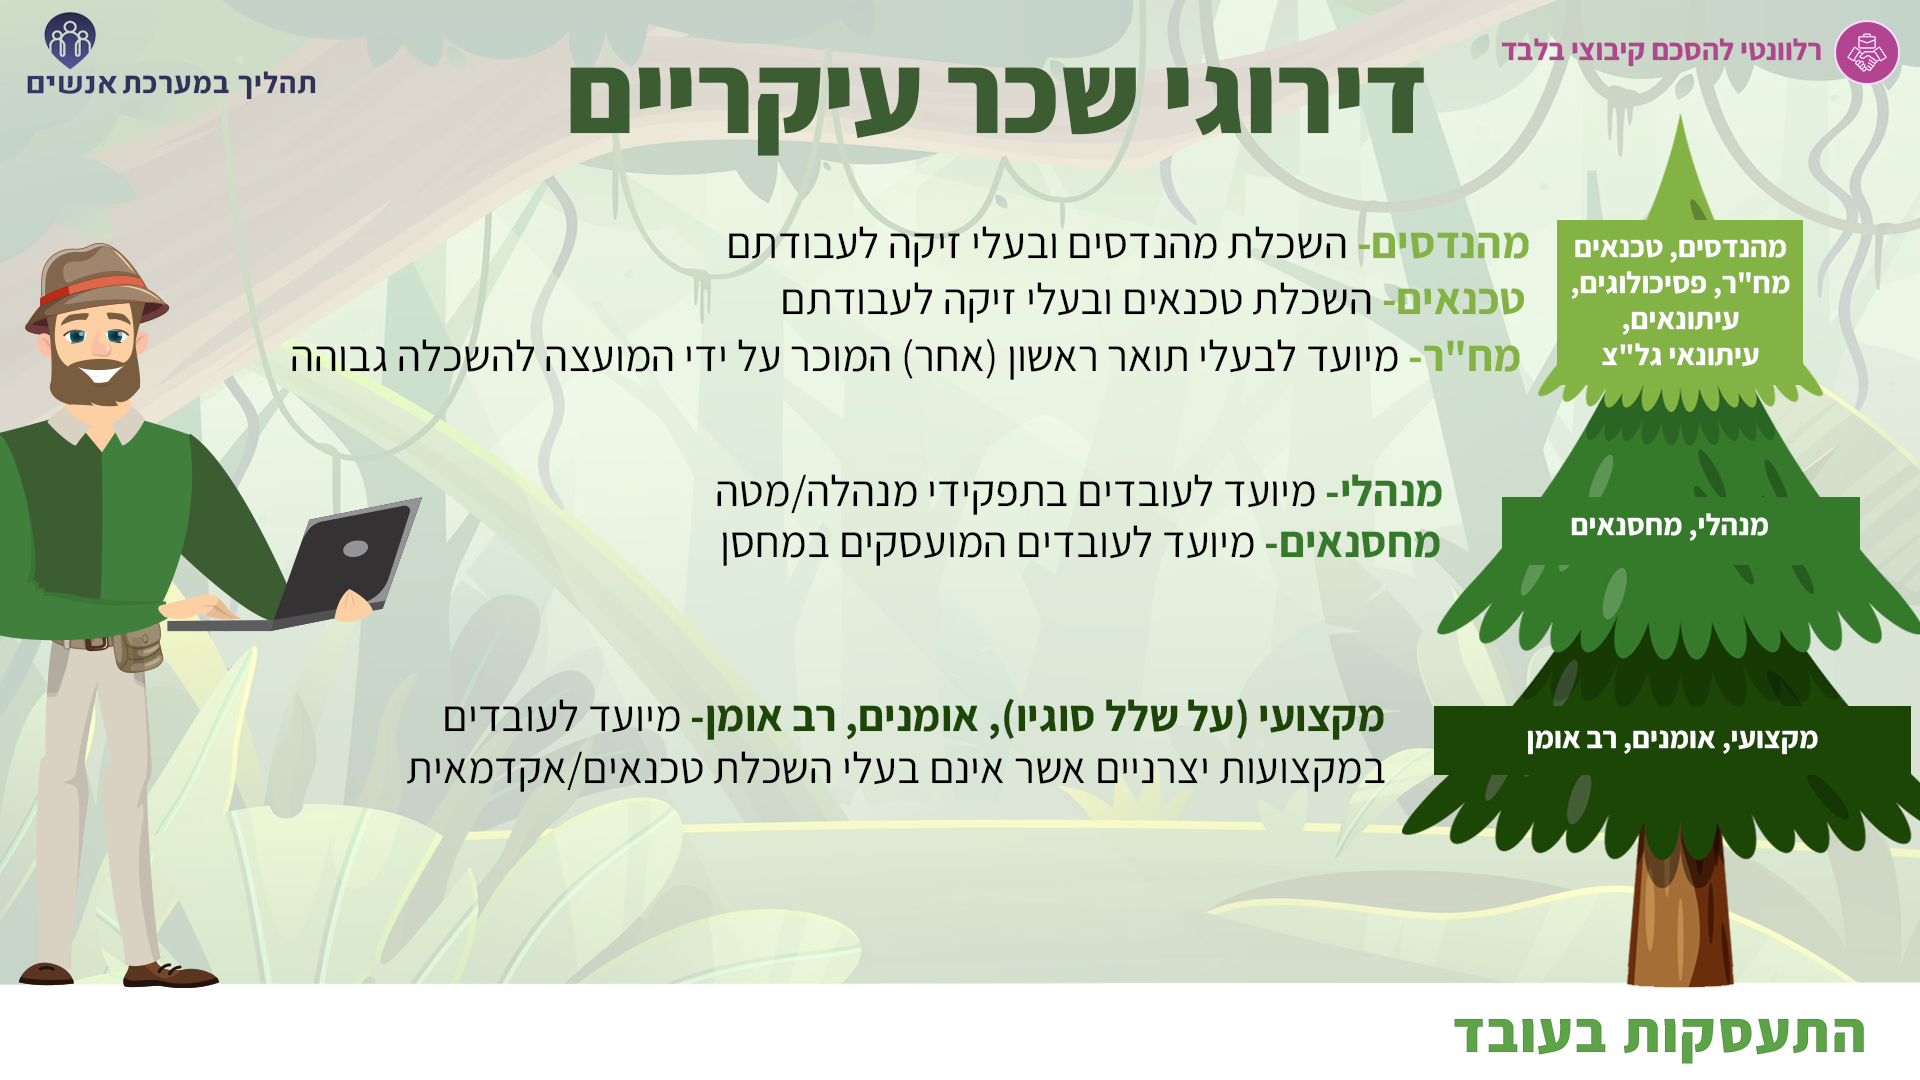 רלוונטי להסכם קיבוצי בלבד
תהליך במערכת אנשים
דירוגי שכר עיקריים
מהנדסים, טכנאים
מח"ר, פסיכולוגים,
עיתונאים,
עיתונאי גל"צ
מהנדסים- השכלת מהנדסים ובעלי זיקה לעבודתם
טכנאים- השכלת טכנאים ובעלי זיקה לעבודתם
מח"ר- מיועד לבעלי תואר ראשון (אחר) המוכר על ידי המועצה להשכלה גבוהה
מנהלי, מחסנאים
מנהלי- מיועד לעובדים בתפקידי מנהלה/מטה
מחסנאים- מיועד לעובדים המועסקים במחסן
מקצועי, אומנים, רב אומן
מקצועי (על שלל סוגיו), אומנים, רב אומן- מיועד לעובדים
במקצועות יצרניים אשר אינם בעלי השכלת טכנאים/אקדמאית
התעסקות בעובד